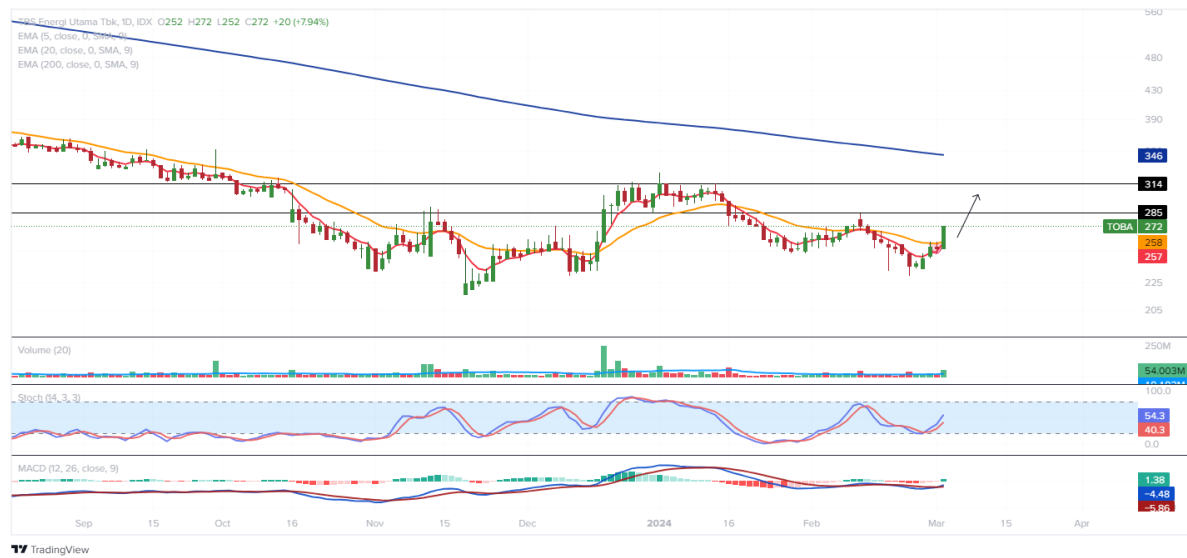 TBS Energi Utama Tbk, 1D, IDX O252 H272 L252 C272 +20 (+7.94%)
EMA (5, close, 0, SMA, 9)
EMA (20, close, 0, SMA, 9)
EMA (200, close, 0, SMA, 9)
560
480
430
390
346
314
285
TOBA 272
258
257
225
205
Volume (20)
250M
54.003M
Stoch (14, 3, 3)
100.0
54.3
40.3
0.0
MACD (12, 26, close, 9)
1.38
−4.48
−5.86
Sep 15 Oct 16 Nov 15 Dec 2024 16 Feb Mar 15 Apr
TradingView